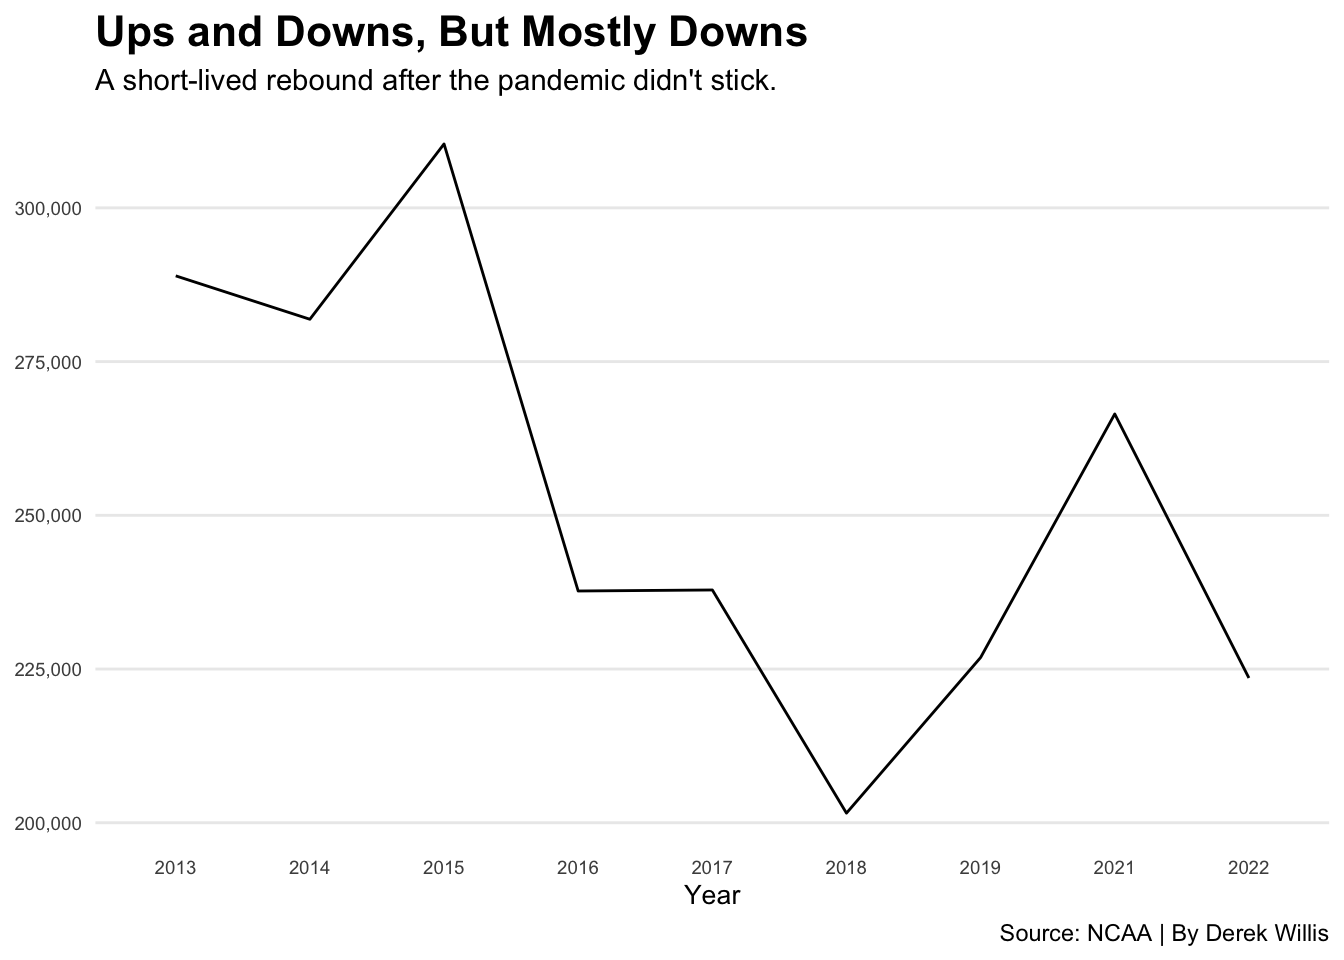 Ups and Downs, But Mostly Downs
A short-lived rebound after the pandemic didn't stick.
300,000
275,000
250,000
225,000
200,000
2013 2014 2015 2016 2017 2018 2019 2021 2022
Year
Source: NCAA | By Derek Willis